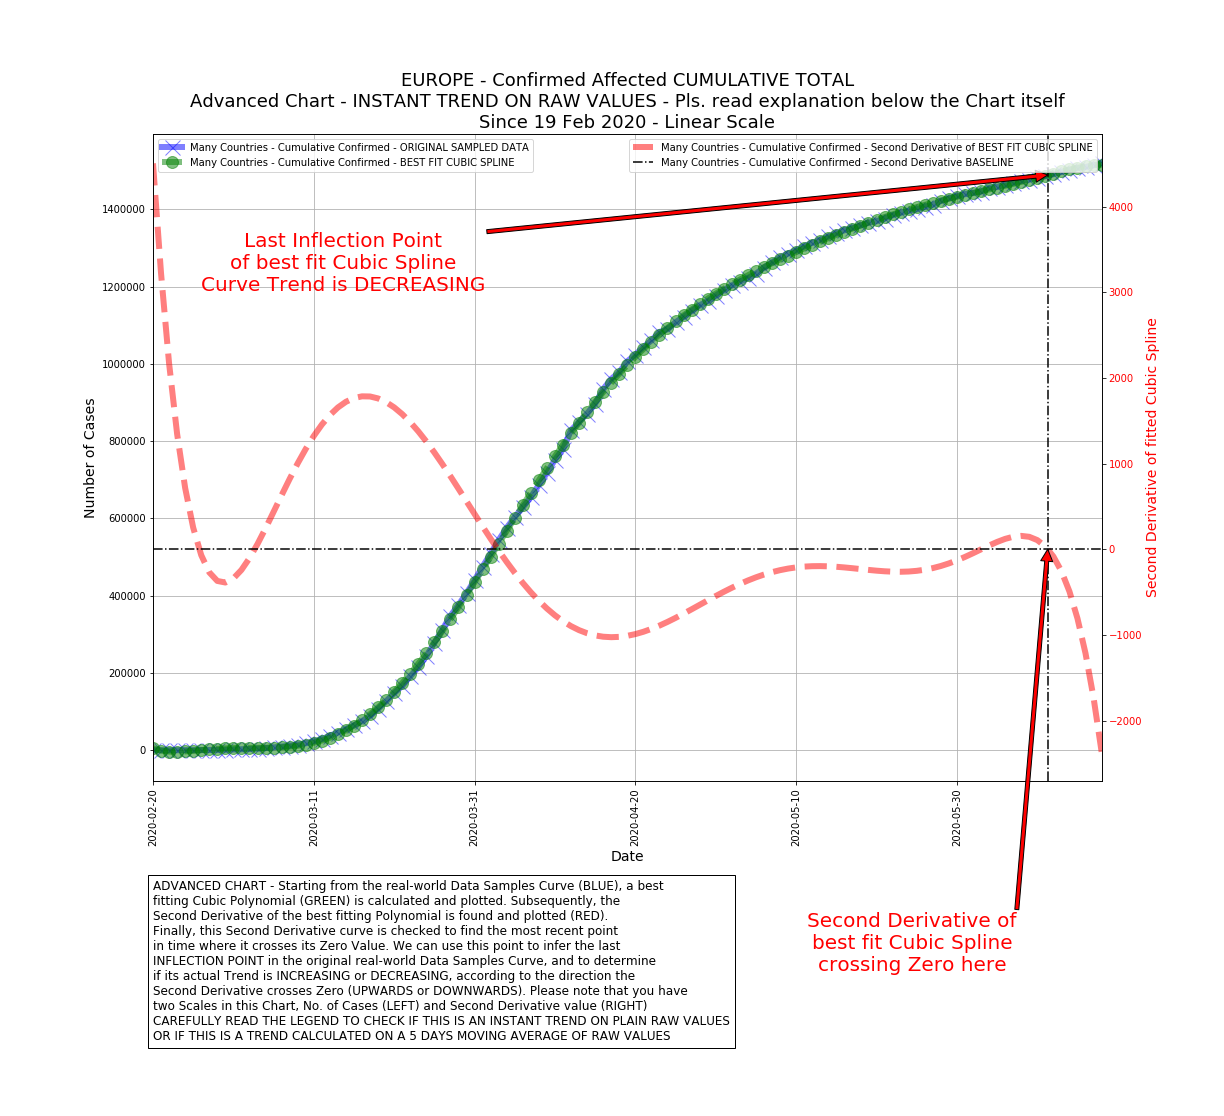 EUROPE - Confirmed Affected CUMULATIVE TOTAL
Advanced Chart - INSTANT TREND ON RAW VALUES - Pls. read explanation below the Chart itself
Since 19 Feb 2020 - Linear Scale
Many Countries - Cumulative Confirmed - ORIGINAL SAMPLED DATA
Many Countries - Cumulative Confirmed - BEST FIT CUBIC SPLINE
Many Countries - Cumulative Confirmed - Second Derivative of BEST FIT CUBIC SPLINE
Many Countries - Cumulative Confirmed - Second Derivative BASELINE
Last Inflection Point
of best fit Cubic Spline
Curve Trend is DECREASING
Number of Cases
1400000
1200000
1000000
800000
600000
400000
200000
0
4000
3000
2000
1000
0
−1000
−2000
Second Derivative of fitted Cubic Spline
2020-02-20
2020-03-11
2020-03-31
2020-04-20
2020-05-10
2020-05-30
Date
Second Derivative of
best fit Cubic Spline
crossing Zero here
ADVANCED CHART - Starting from the real-world Data Samples Curve (BLUE), a best
fitting Cubic Polynomial (GREEN) is calculated and plotted. Subsequently, the
Second Derivative of the best fitting Polynomial is found and plotted (RED).
Finally, this Second Derivative curve is checked to find the most recent point
in time where it crosses its Zero Value. We can use this point to infer the last
INFLECTION POINT in the original real-world Data Samples Curve, and to determine
if its actual Trend is INCREASING or DECREASING, according to the direction the
Second Derivative crosses Zero (UPWARDS or DOWNWARDS). Please note that you have
two Scales in this Chart, No. of Cases (LEFT) and Second Derivative value (RIGHT)
CAREFULLY READ THE LEGEND TO CHECK IF THIS IS AN INSTANT TREND ON PLAIN RAW VALUES
OR IF THIS IS A TREND CALCULATED ON A 5 DAYS MOVING AVERAGE OF RAW VALUES